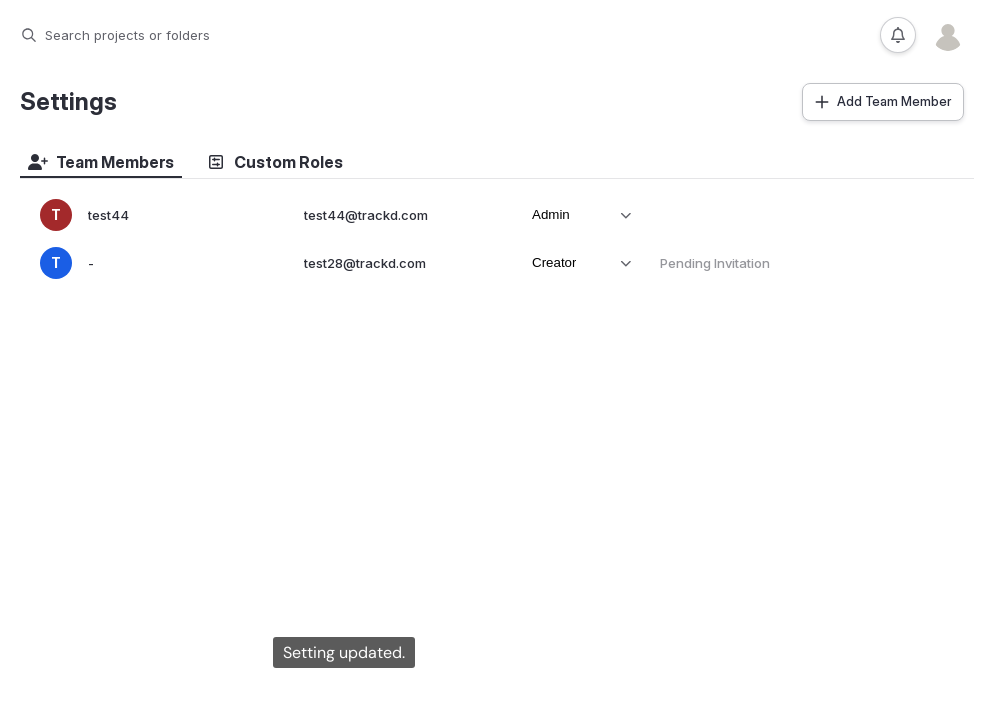 Search projects or folders
Settings
Add Team Member
Team Members
Custom Roles
T test44 test44@trackd.com Admin
T - test28@trackd.com Creator Pending Invitation
Setting updated.